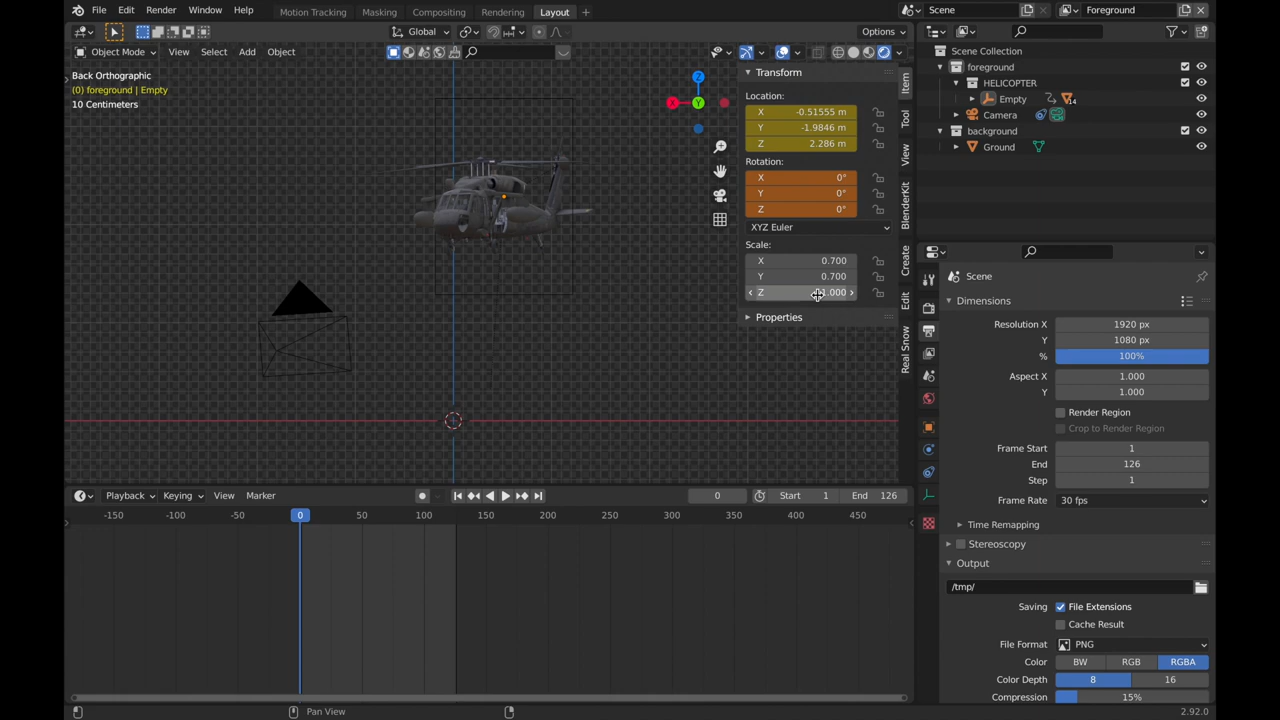 File Edit Render Window Help Motion Tracking Masking Compositing Rendering Layout + Scene Foreground
Object Mode View Select Add Object Global Options
Back Orthographic
(0) foreground | Empty
10 Centimeters
Z
X
Y
Transform
Location:
X -0.51555 m
Y -1.9846 m
Z 2.286 m
Rotation:
X 0°
Y 0°
Z 0°
XYZ Euler
Scale:
X 0.700
Y 0.700
Z 1.000
Properties
Item
Tool
View
BlenderKit
Create
Edit
Real Snow
Scene Collection
foreground
HELICOPTER
Empty 14
Camera
background
Ground
Scene
Dimensions
Resolution X 1920 px
Y 1080 px
% 100%
Aspect X 1.000
Y 1.000
Render Region
Crop to Render Region
Frame Start 1
End 126
Step 1
Frame Rate 30 fps
Time Remapping
Stereoscopy
Output
/tmp/
Saving File Extensions
Cache Result
File Format PNG
Color BW RGB RGBA
Color Depth 8 16
Compression 15%
Playback Keying View Marker 0 Start 1 End 126
-150 -100 -50 0 50 100 150 200 250 300 350 400 450
Pan View 2.92.0